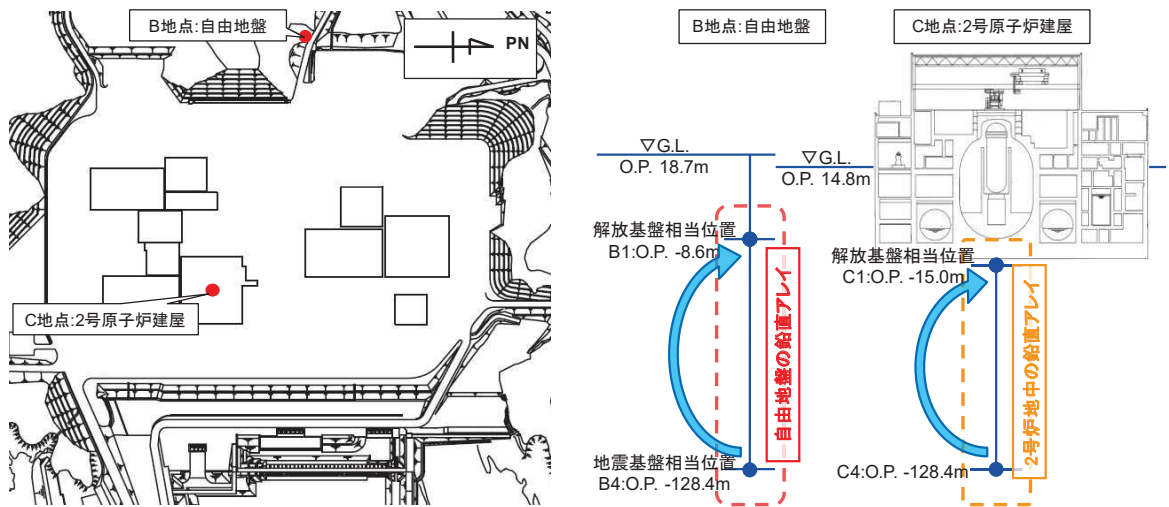 B地点:自由地盤
PN
C地点:2号原子炉建屋
B地点:自由地盤
C地点:2号原子炉建屋
▽G.L.
O.P. 18.7m
▽G.L.
O.P. 14.8m
解放基盤相当位置
B1:O.P. -8.6m
自由地盤の鉛直アレイ
地震基盤相当位置
B4:O.P. -128.4m
解放基盤相当位置
C1:O.P. -15.0m
2号炉地中の鉛直アレイ
C4:O.P. -128.4m